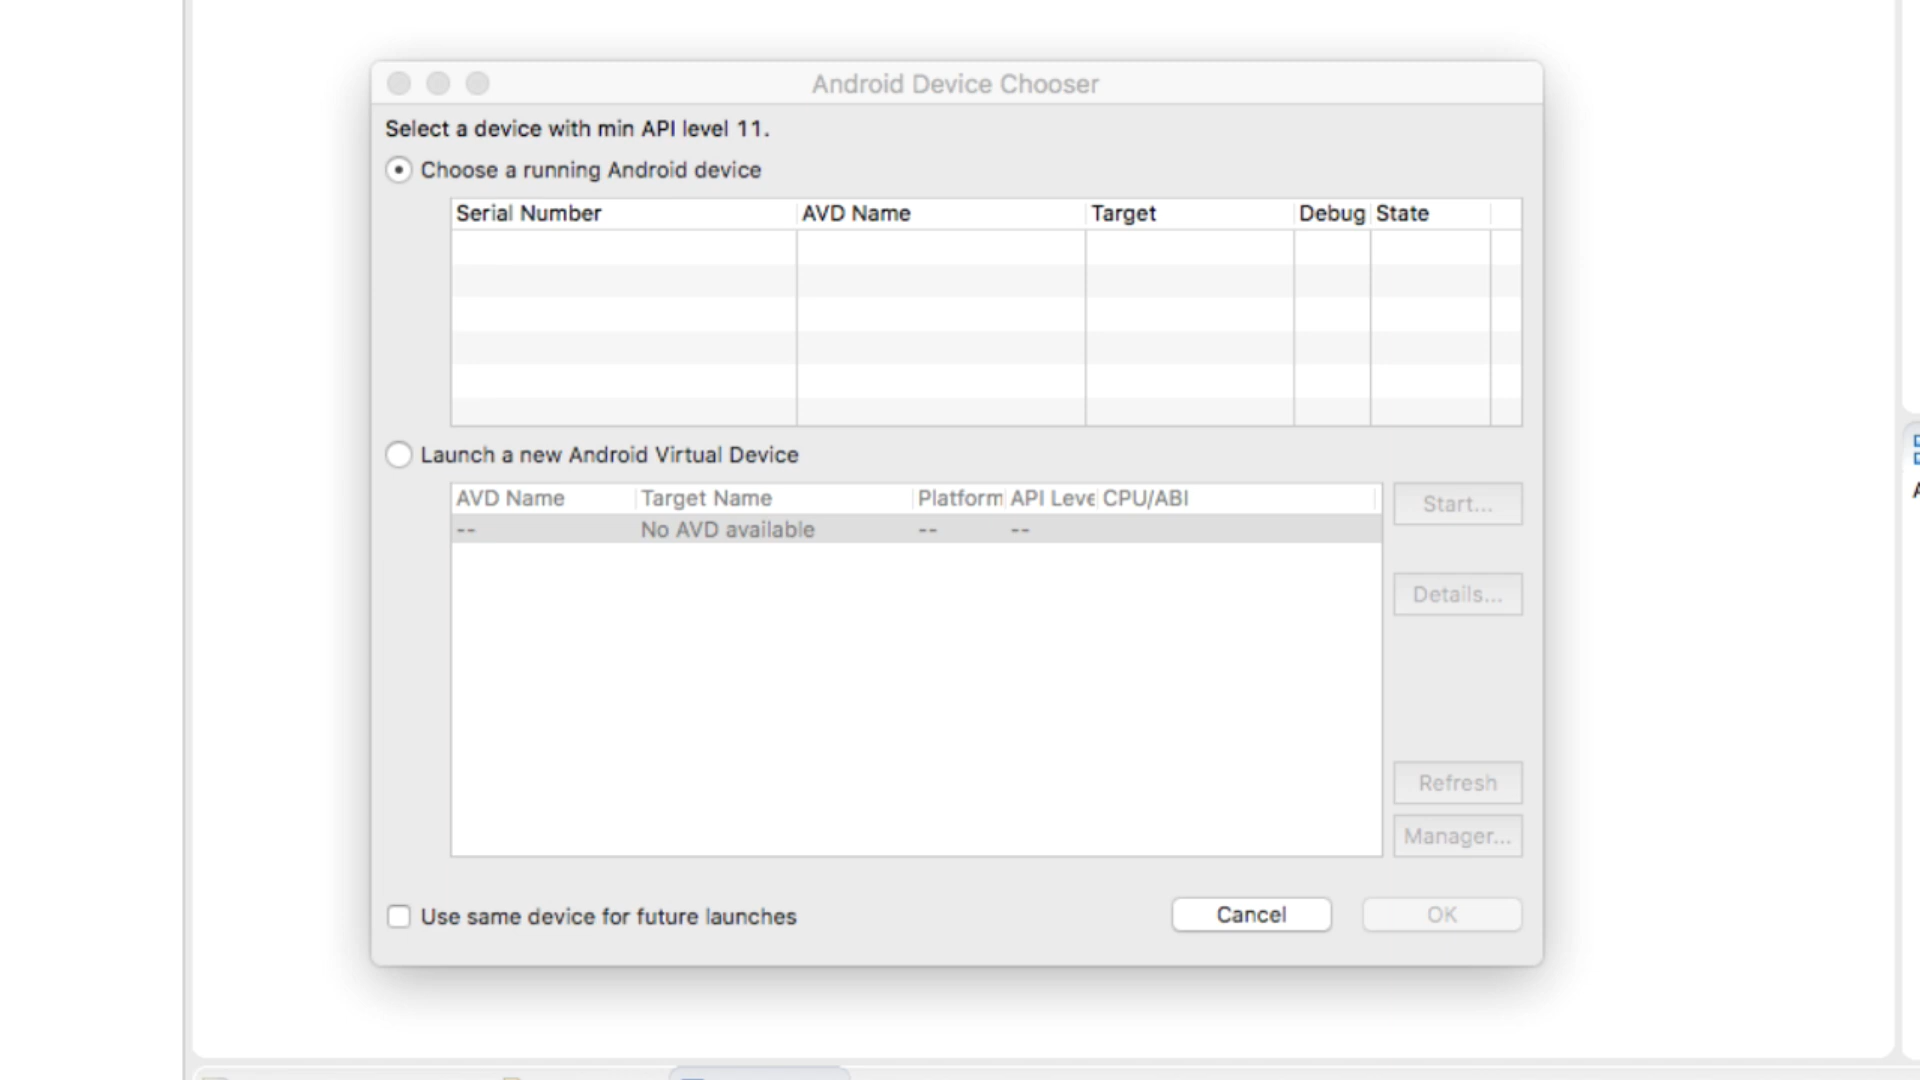 Android Device Chooser
Select a device with min API level 11.
Choose a running Android device
Serial Number AVD Name Target Debug State
Launch a new Android Virtual Device
AVD Name Target Name Platform API Leve CPU/ABI
-- No AVD available -- --
Start...
Details...
Refresh
Manager...
Use same device for future launches
Cancel OK